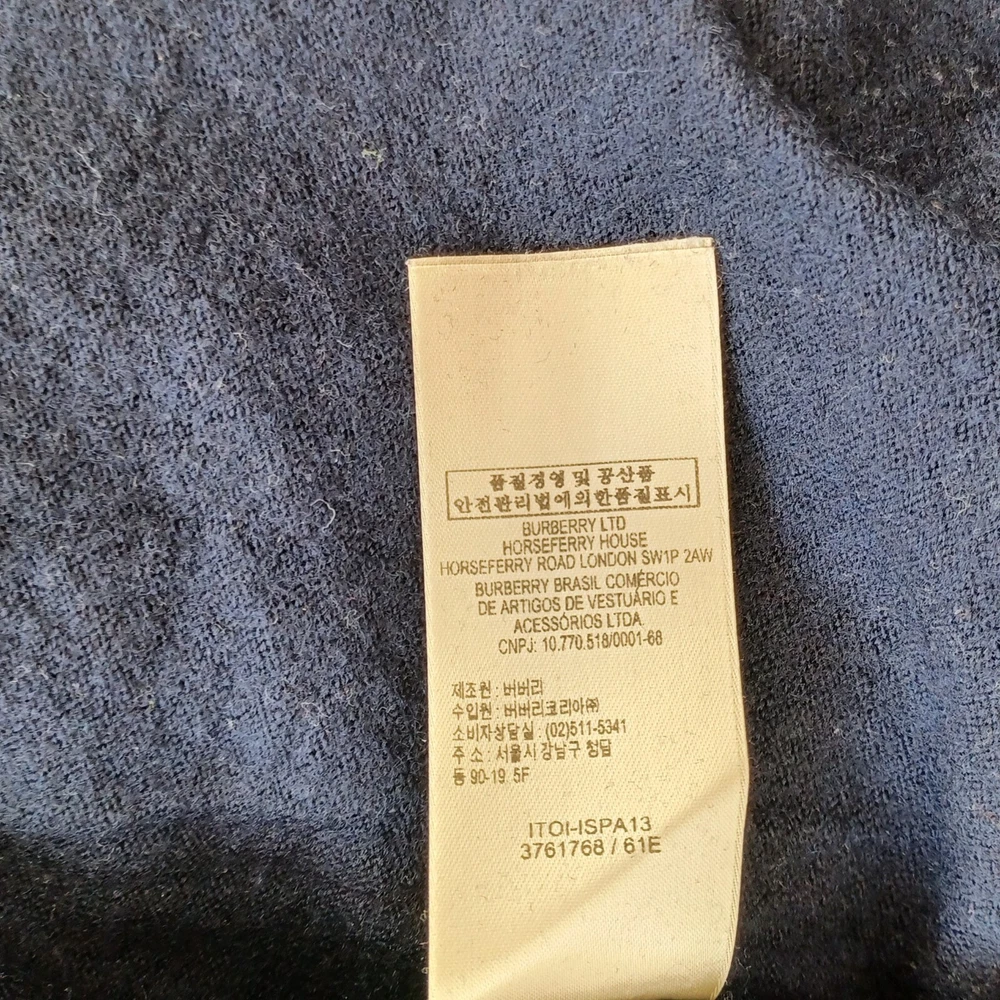 품질경영 및 공산품
안전관리법에의한품질표시
BURBERRY LTD
HORSEFERRY HOUSE
HORSEFERRY ROAD LONDON SW1P 2AW
BURBERRY BRASIL COMÉRCIO
DE ARTIGOS DE VESTUÁRIO E
ACESSÓRIOS LTDA.
CNPJ: 10.770.518/0001-68
제조원 : 버버리
수입원 : 버버리코리아㈜
소비자상담실 : (02)511-5341
주 소 : 서울시 강남구 청담
동 90-19 5F
ITOI-ISPA13
3761768 / 61E